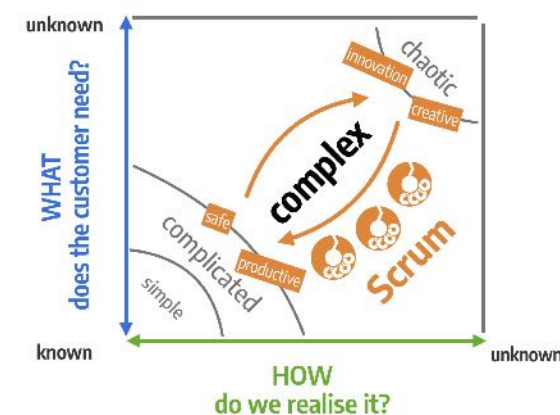 unknown
WHAT
does the customer need?
innovation
chaotic
creative
complex
safe
complicated
productive
simple
Scrum
known
unknown
HOW
do we realise it?